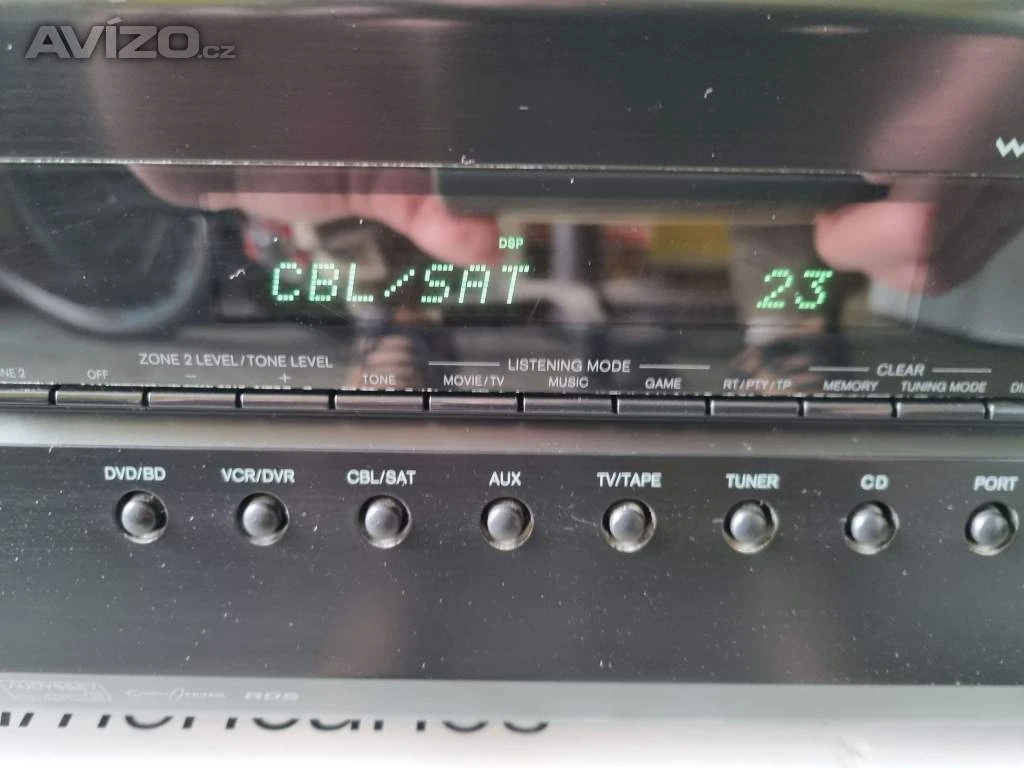 AVÍZO.cz
DSP
CBL/SAT 23
ZONE 2 LEVEL/TONE LEVEL LISTENING MODE CLEAR
OFF − + TONE MOVIE/TV MUSIC GAME RT/PTY/TP MEMORY TUNING MODE
DVD/BD VCR/DVR CBL/SAT AUX TV/TAPE TUNER CD PORT
AUDYSSEY RDS